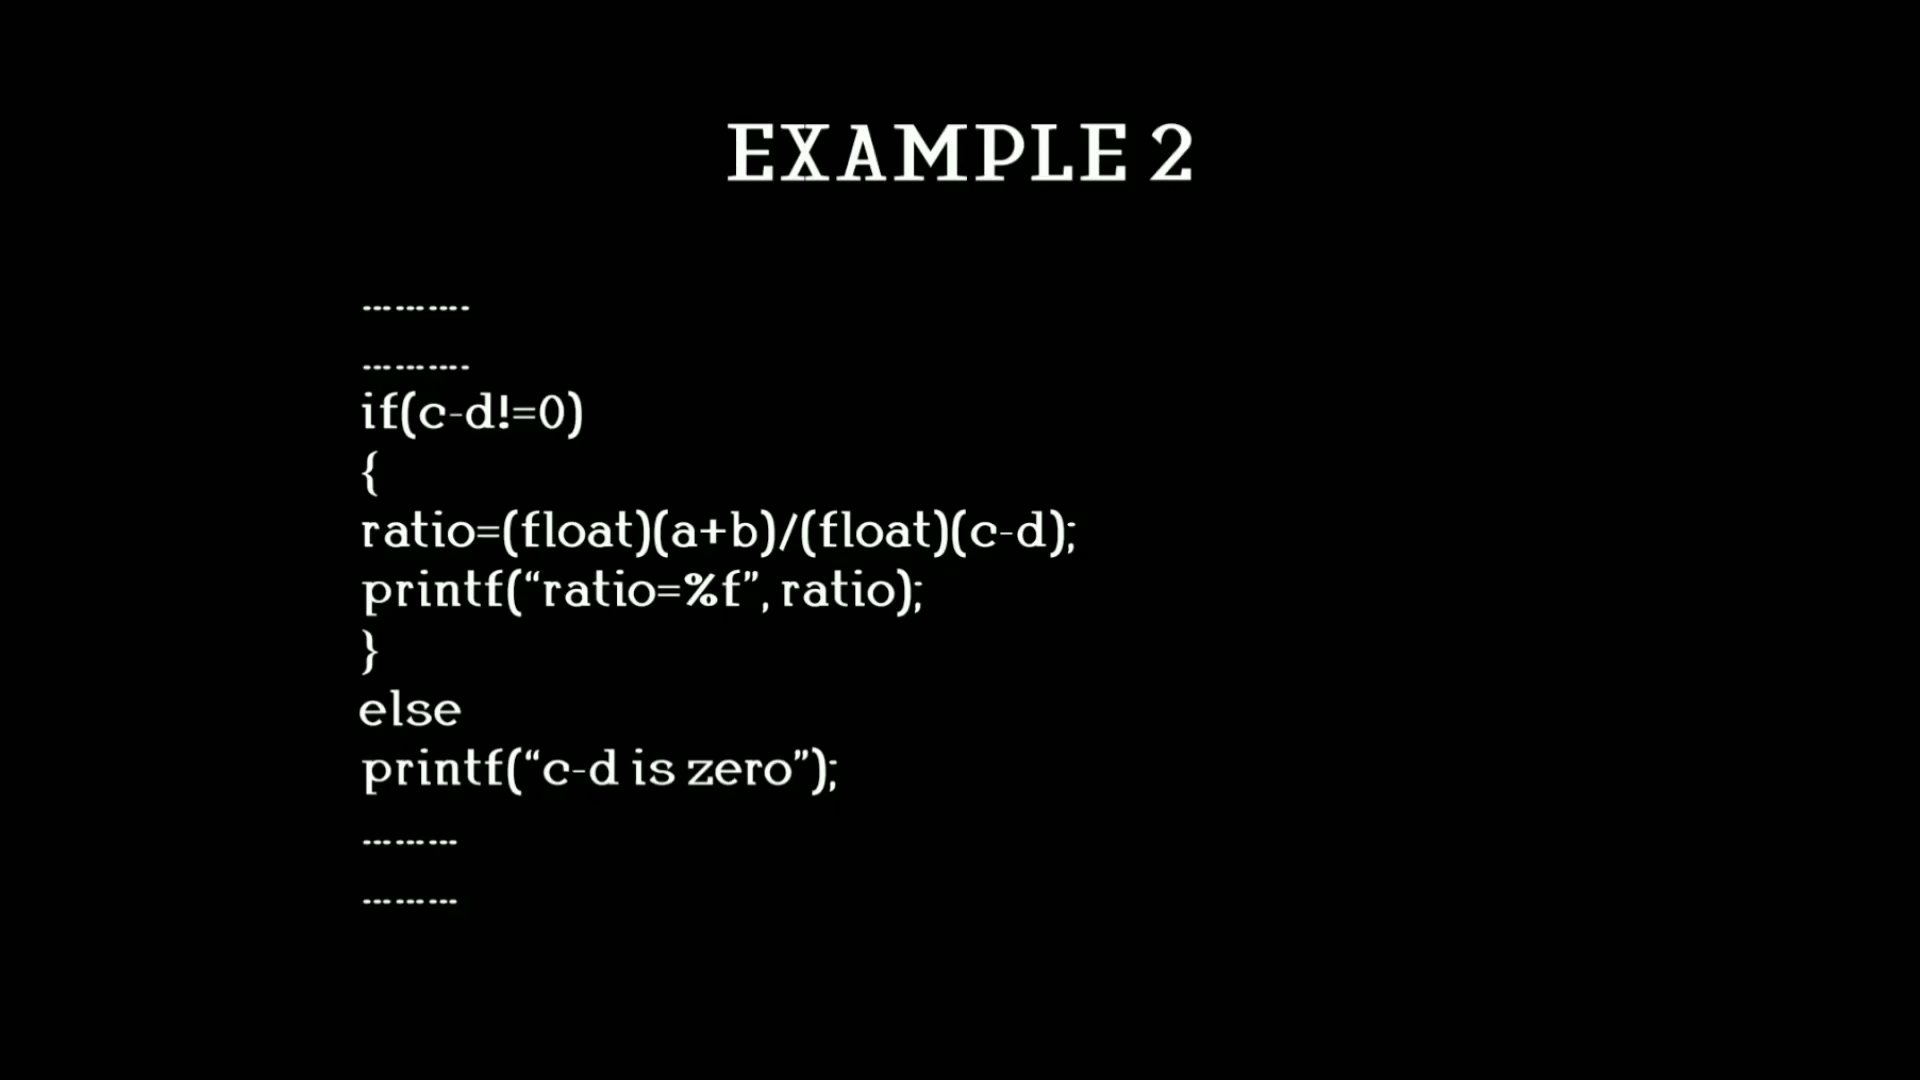 EXAMPLE 2
----------
----------
if(c-d!=0)
{
ratio=(float)(a+b)/(float)(c-d);
printf(“ratio=%f”, ratio);
}
else
printf(“c-d is zero”);
---------
---------